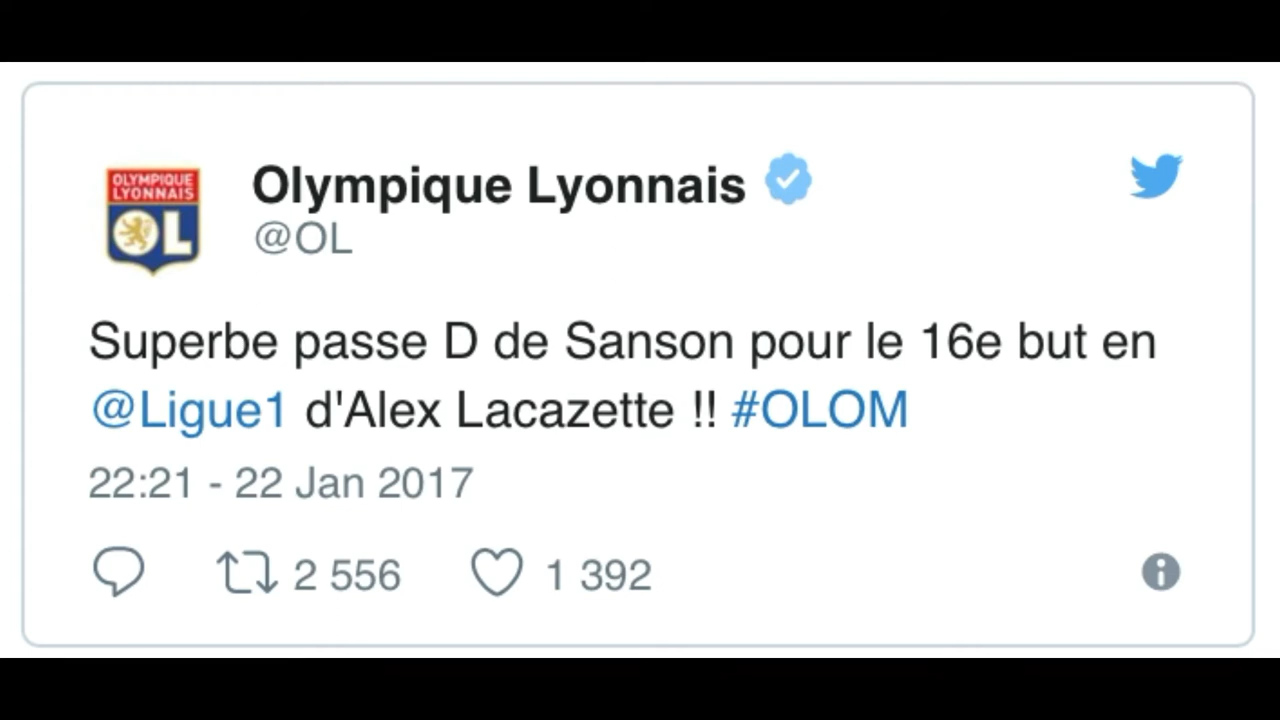 OLYMPIQUE
LYONNAIS
OL
Olympique Lyonnais
@OL
Superbe passe D de Sanson pour le 16e but en
@Ligue1 d'Alex Lacazette !! #OLOM
22:21 - 22 Jan 2017
2 556 1 392